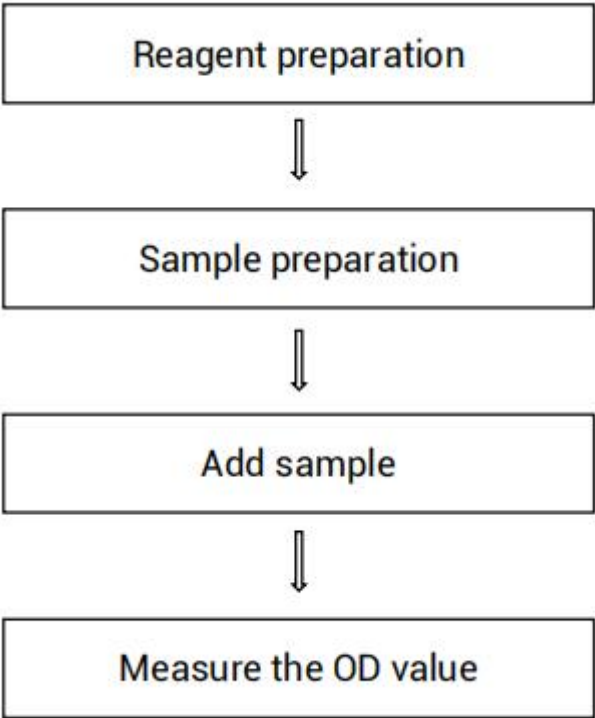 Reagent preparation
Sample preparation
Add sample
Measure the OD value